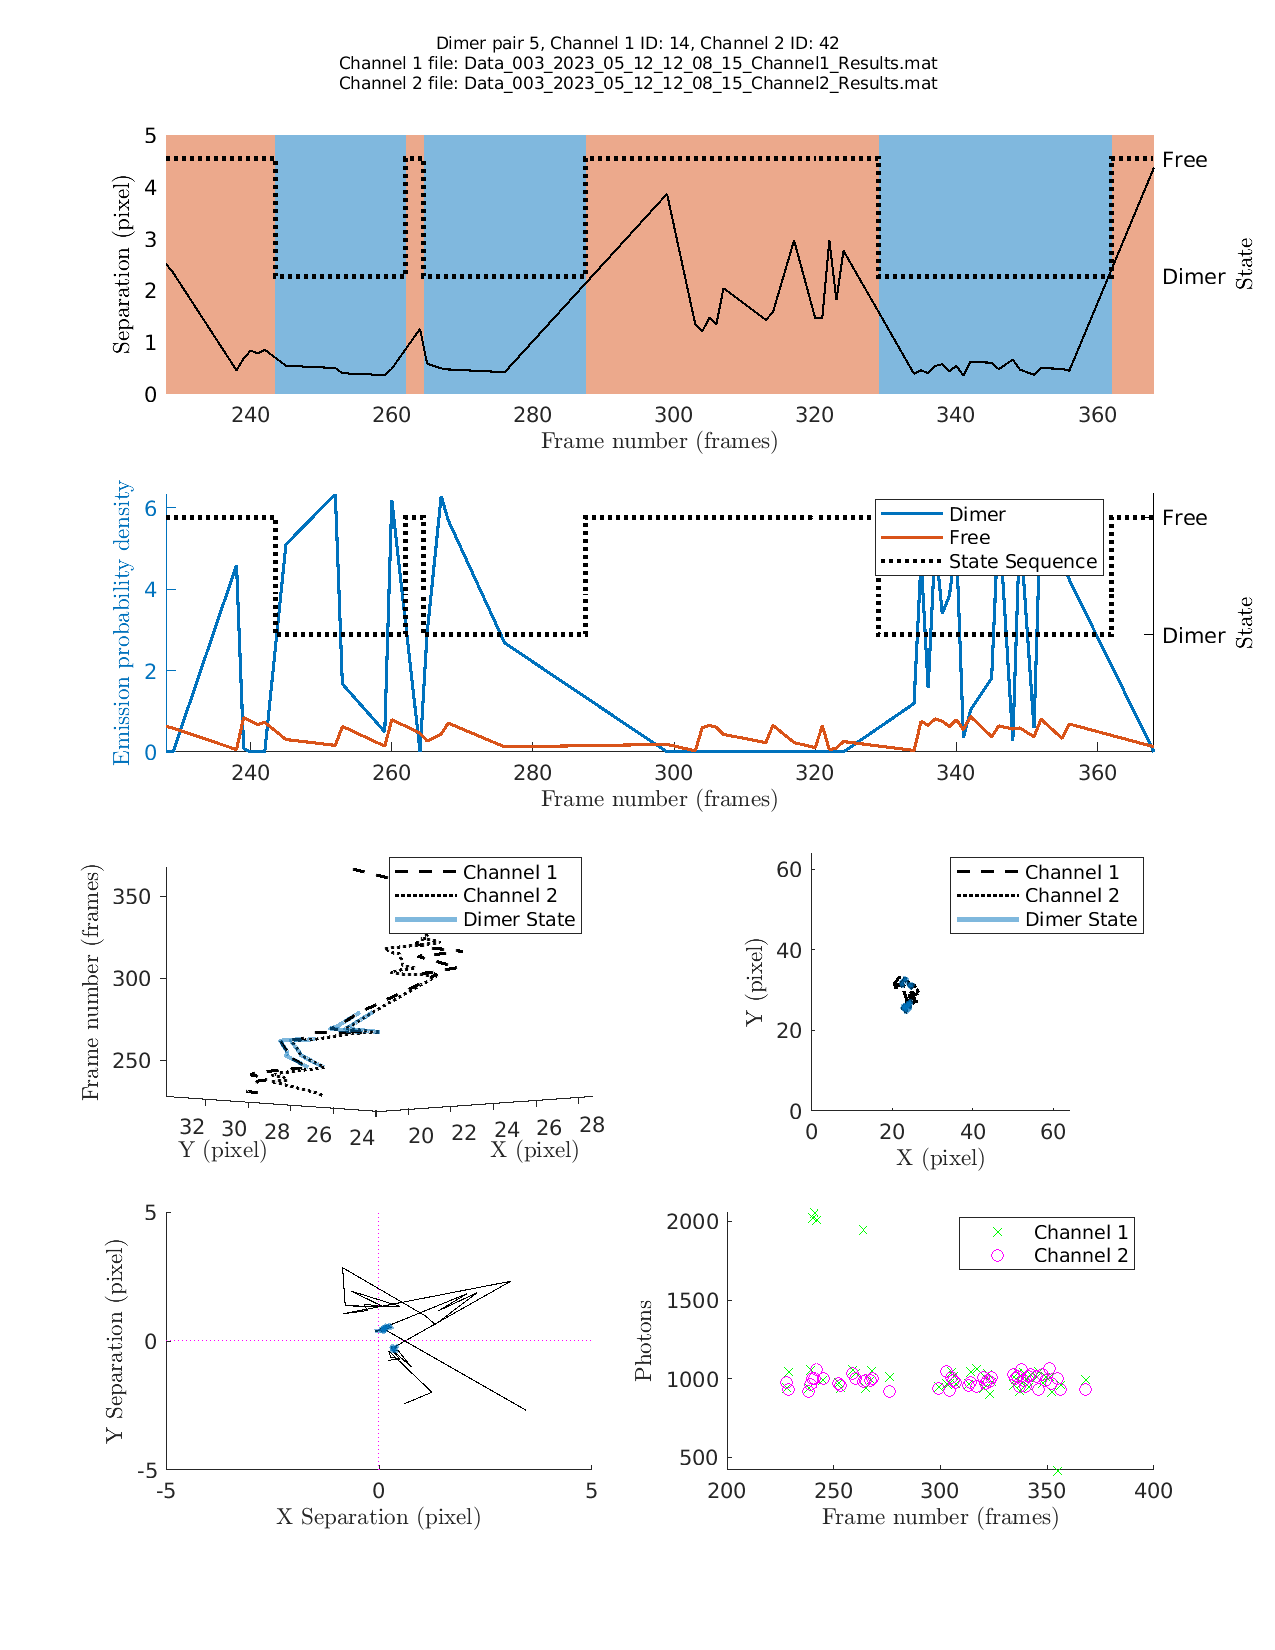 Dimer pair 5, Channel 1 ID: 14, Channel 2 ID: 42
Channel 1 file: Data_003_2023_05_12_12_08_15_Channel1_Results.mat
Channel 2 file: Data_003_2023_05_12_12_08_15_Channel2_Results.mat
5
4
3
2
1
0
Separation (pixel)
240 260 280 300 320 340 360
Frame number (frames)
Free
Dimer
State
6
4
2
0
Emission probability density
240 260 280 300 320 340 360
Frame number (frames)
Dimer
Free
State Sequence
Free
Dimer
State
350
300
250
Frame number (frames)
32 30 28 26 24
Y (pixel)
20 22 24 26 28
X (pixel)
Channel 1
Channel 2
Dimer State
60
40
20
0
Y (pixel)
0 20 40 60
X (pixel)
Channel 1
Channel 2
Dimer State
5
0
-5
Y Separation (pixel)
-5 0 5
X Separation (pixel)
2000
1500
1000
500
Photons
200 250 300 350 400
Frame number (frames)
Channel 1
Channel 2